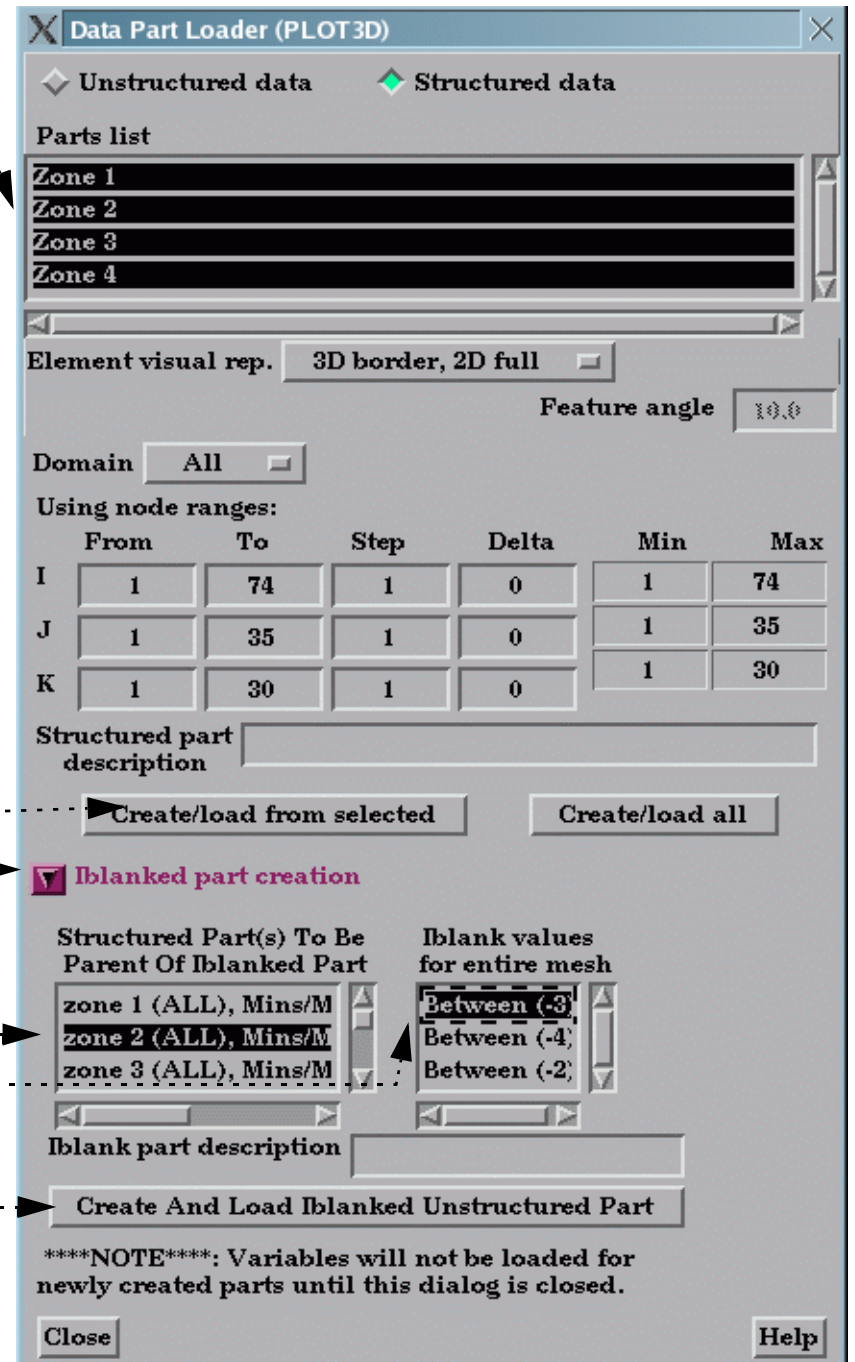 Data Part Loader (PLOT3D)
Unstructured data Structured data
Parts list
Zone 1
Zone 2
Zone 3
Zone 4
Element visual rep. 3D border, 2D full
Feature angle 10.0
Domain All
Using node ranges:
From To Step Delta Min Max
I 1 74 1 0 1 74
J 1 35 1 0 1 35
K 1 30 1 0 1 30
Structured part
description
Create/load from selected Create/load all
Iblanked part creation
Structured Part(s) To Be
Parent Of Iblanked Part
Iblank values
for entire mesh
zone 1 (ALL), Mins/M
zone 2 (ALL), Mins/M
zone 3 (ALL), Mins/M
Between (-3)
Between (-4)
Between (-2)
Iblank part description
Create And Load Iblanked Unstructured Part
****NOTE****: Variables will not be loaded for
newly created parts until this dialog is closed.
Close Help